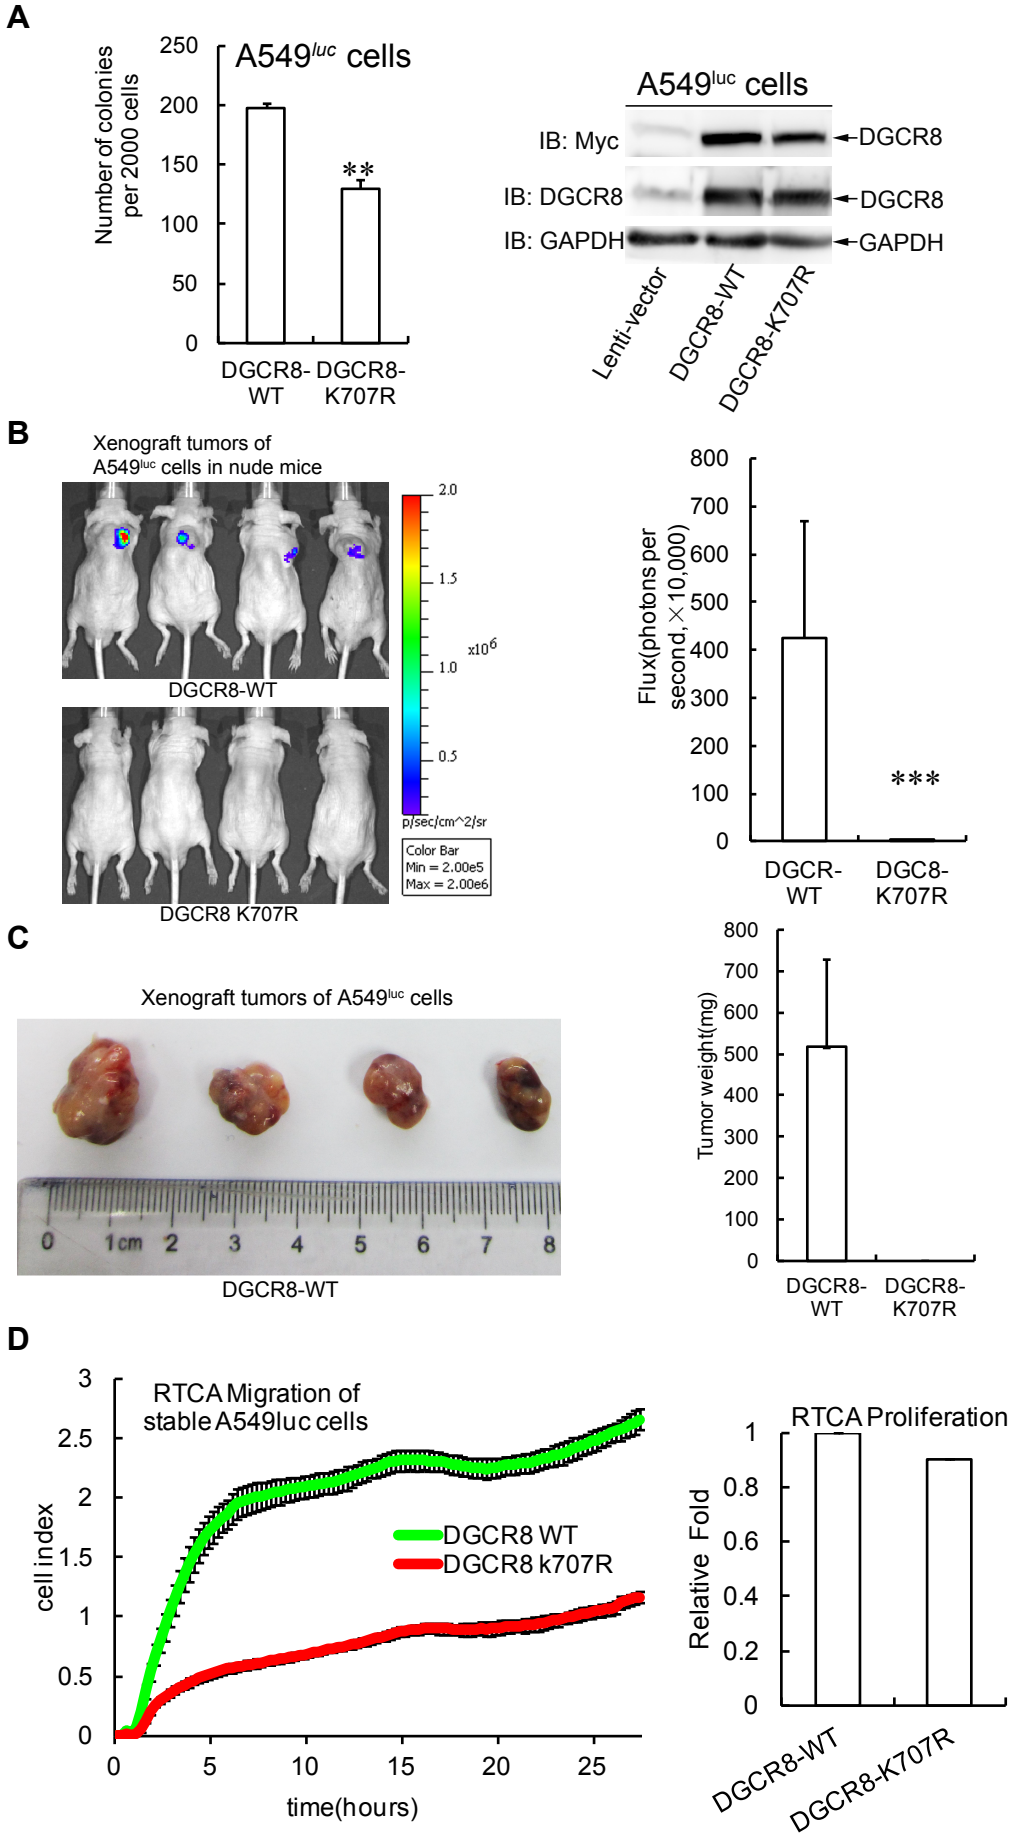 A
A549luc cells
Number of colonies
per 2000 cells
250
200
150
100
50
0
**
DGCR8-
WT
DGCR8-
K707R
A549luc cells
IB: Myc
DGCR8
IB: DGCR8
DGCR8
IB: GAPDH
GAPDH
Lenti-vector
DGCR8-WT
DGCR8-K707R
B
Xenograft tumors of
A549luc cells in nude mice
DGCR8-WT
DGCR8 K707R
2.0
1.5
x10^6
1.0
0.5
p/sec/cm^2/sr
Color Bar
Min = 2.00e5
Max = 2.00e6
Flux(photons per
second,×10,000)
800
700
600
500
400
300
200
100
0
***
DGCR-
WT
DGC8-
K707R
C
Xenograft tumors of A549luc cells
0 1cm 2 3 4 5 6 7 8
DGCR8-WT
Tumor weight(mg)
800
700
600
500
400
300
200
100
0
DGCR8-
WT
DGCR8-
K707R
D
RTCA Migration of
stable A549luc cells
cell index
3
2.5
2
1.5
1
0.5
0
DGCR8 WT
DGCR8 k707R
0 5 10 15 20 25
time(hours)
RTCA Proliferation
Relative Fold
1
0.8
0.6
0.4
0.2
0
DGCR8-WT
DGCR8-K707R